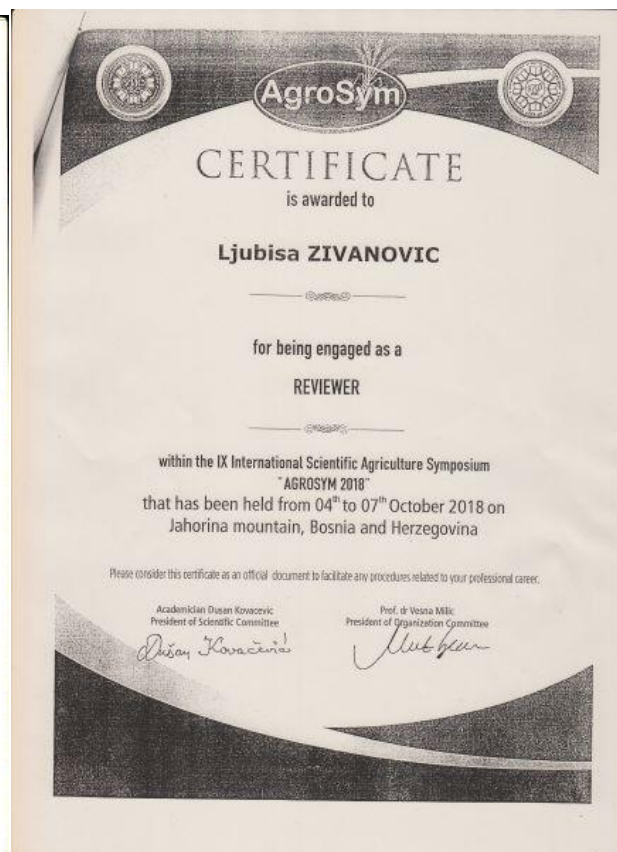 AgroSym
CERTIFICATE
is awarded to
Ljubisa ZIVANOVIC
for being engaged as a
REVIEWER
within the IX International Scientific Agriculture Symposium
"AGROSYM 2018"
that has been held from 04th to 07th October 2018 on
Jahorina mountain, Bosnia and Herzegovina
Please consider this certificate as an official document to facilitate any procedures related to your professional career.
Academician Dusan Kovacevic
President of Scientific Committee
Dušan Kovačević
Prof. dr Vesna Milic
President of Organization Committee